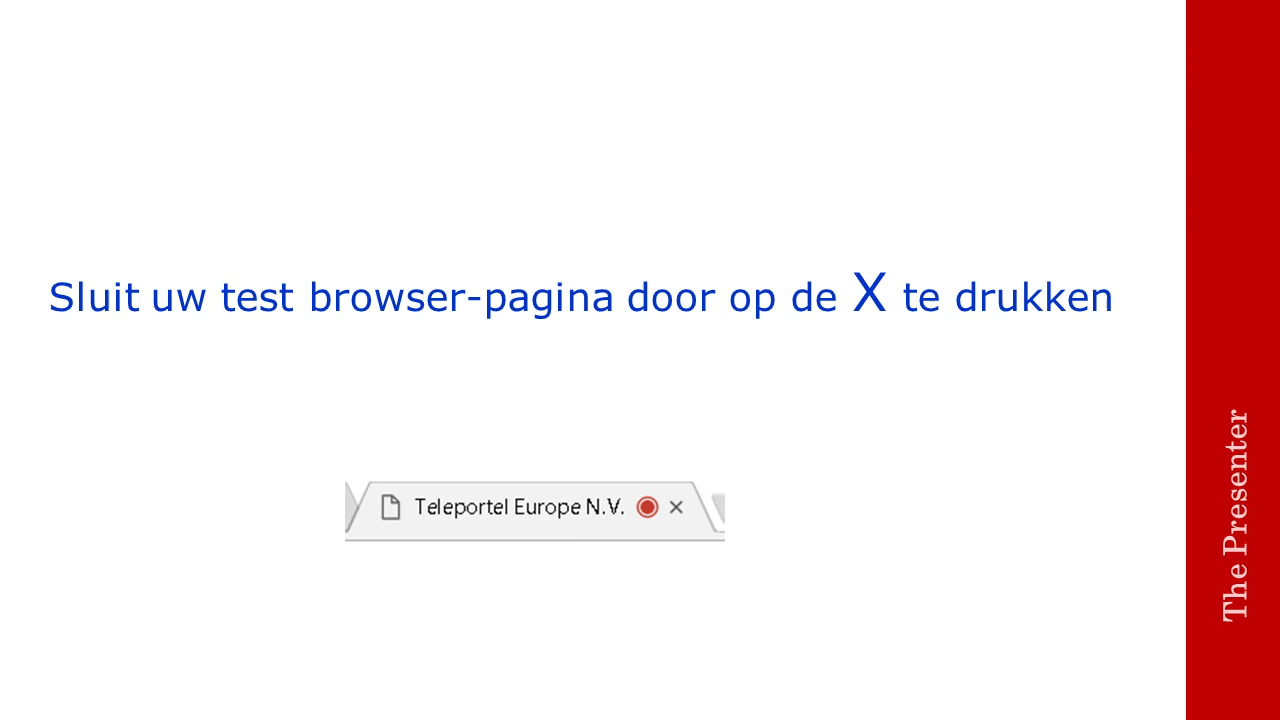 Sluit uw test browser-pagina door op de X te drukken
Teleportel Europe N.V.
The Presenter